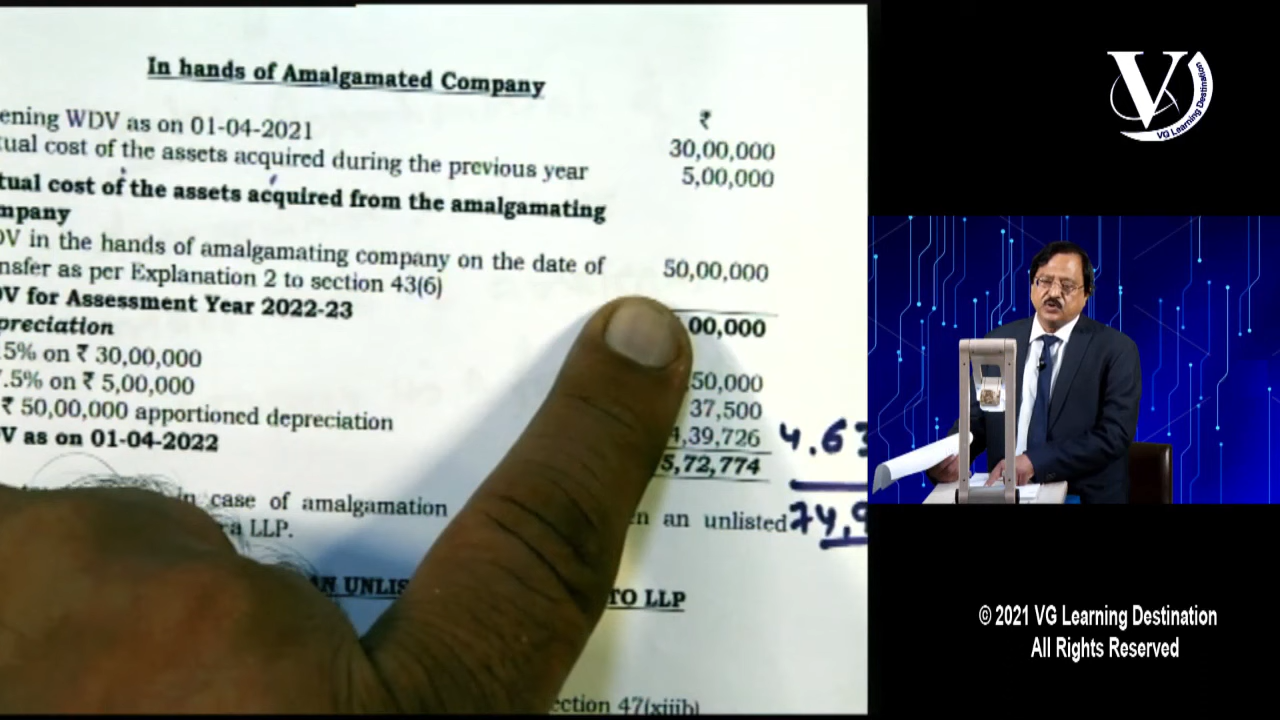 In hands of Amalgamated Company
₹
ening WDV as on 01-04-2021 30,00,000
tual cost of the assets acquired during the previous year 5,00,000
tual cost of the assets acquired from the amalgamating
mpany
DV in the hands of amalgamating company on the date of 50,00,000
nsfer as per Explanation 2 to section 43(6)
DV for Assessment Year 2022-23 00,000
preciation
5% on ₹ 30,00,000 50,000
.5% on ₹ 5,00,000 37,500
₹ 50,00,000 apportioned depreciation 4,39,726 4.63
V as on 01-04-2022 5,72,774
in case of amalgamation n an unlisted 74,9
a LLP.
AN UNLIS TO LLP
ection 47(xiiib)
V
VG Learning Destination
© 2021 VG Learning Destination
All Rights Reserved